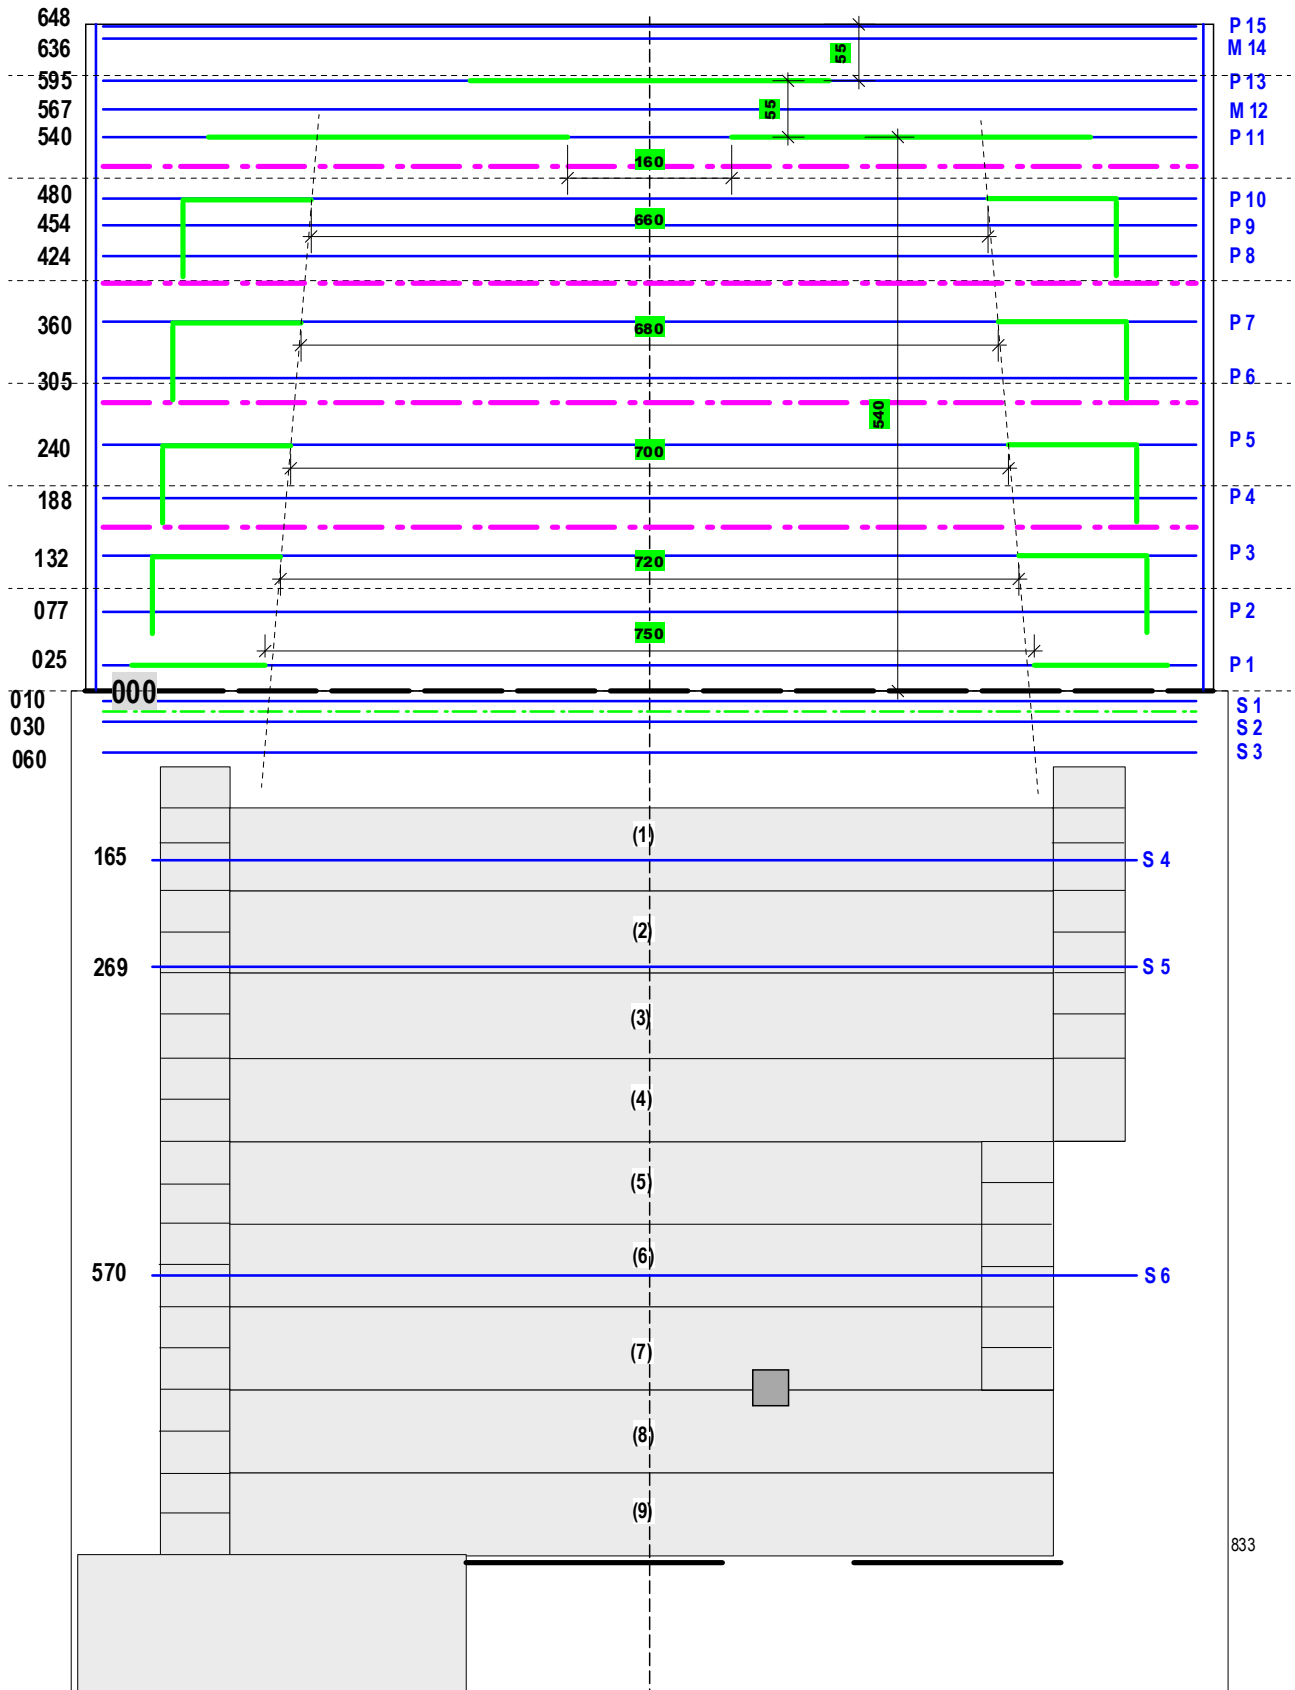 648 P 15
636 M 14
55
595 P 13
567 55 M 12
540 P 11
160
480 P 10
454 660 P 9
424 P 8
360 680 P 7
305 P 6
540
240 700 P 5
188 P 4
132 720 P 3
077 P 2
750
025 P 1
000
010 S 1
030 S 2
060 S 3
(1)
165 S 4
(2)
269 S 5
(3)
(4)
(5)
(6)
570 S 6
(7)
(8)
(9)
833